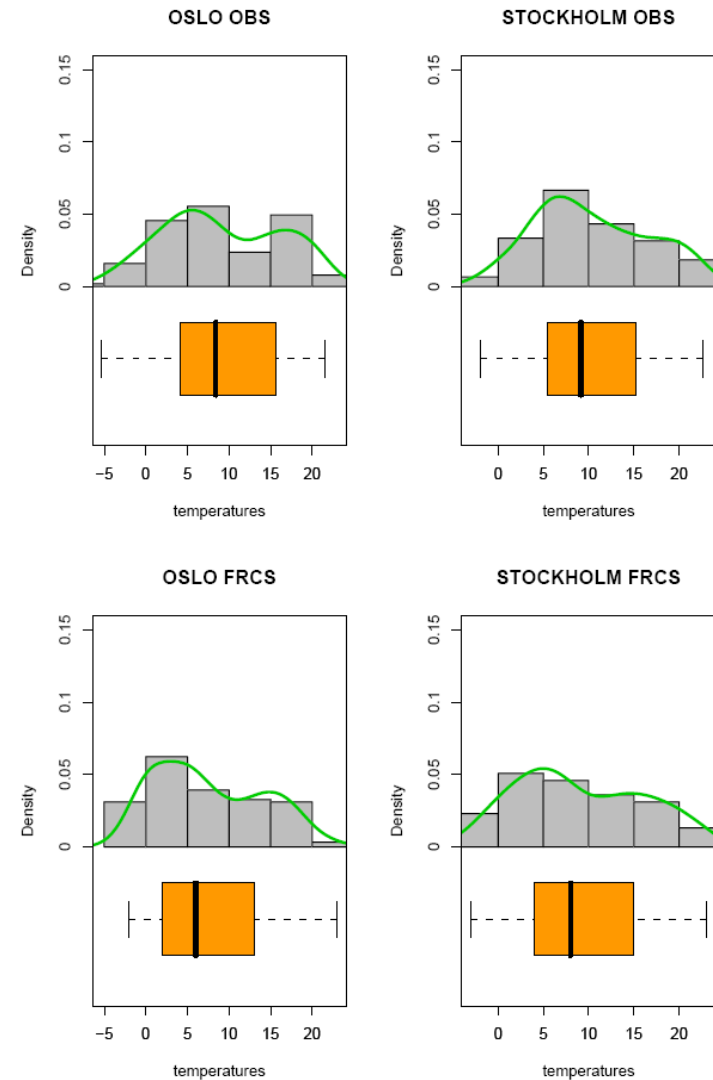 OSLO OBS
Density
0 0.05 0.1 0.15
−5 0 5 10 15 20
temperatures
STOCKHOLM OBS
Density
0 0.05 0.1 0.15
0 5 10 15 20
temperatures
OSLO FRCS
Density
0 0.05 0.1 0.15
−5 0 5 10 15 20
temperatures
STOCKHOLM FRCS
Density
0 0.05 0.1 0.15
0 5 10 15 20
temperatures